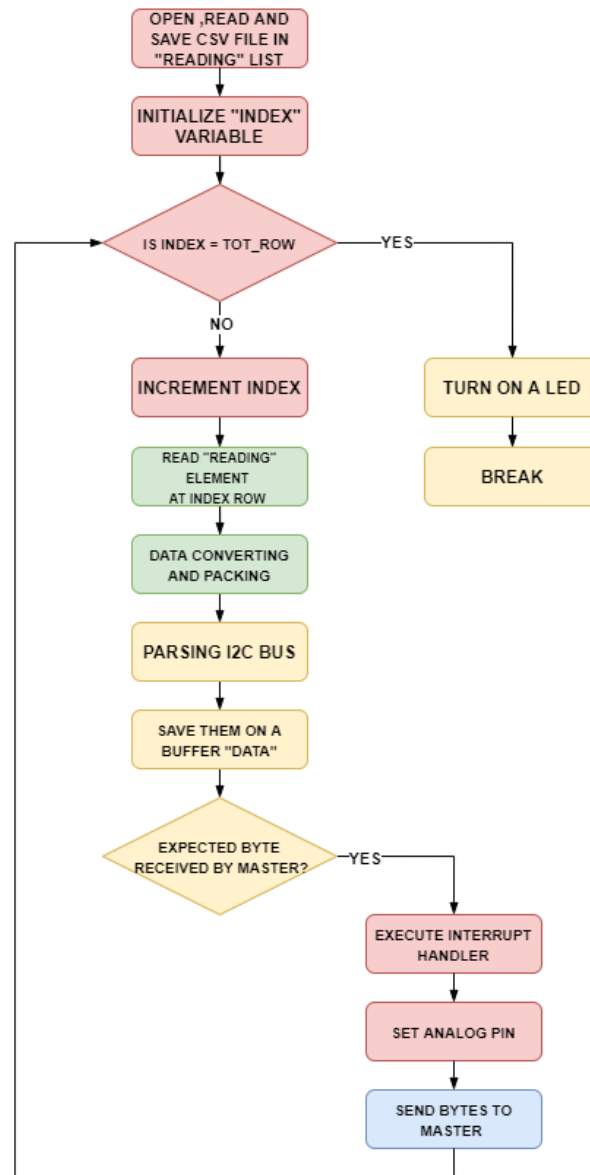 OPEN ,READ AND
SAVE CSV FILE IN
"READING" LIST
INITIALIZE "INDEX"
VARIABLE
IS INDEX = TOT_ROW
YES
NO
INCREMENT INDEX
TURN ON A LED
READ "READING"
ELEMENT
AT INDEX ROW
BREAK
DATA CONVERTING
AND PACKING
PARSING I2C BUS
SAVE THEM ON A
BUFFER "DATA"
EXPECTED BYTE
RECEIVED BY MASTER?
YES
EXECUTE INTERRUPT
HANDLER
SET ANALOG PIN
SEND BYTES TO
MASTER